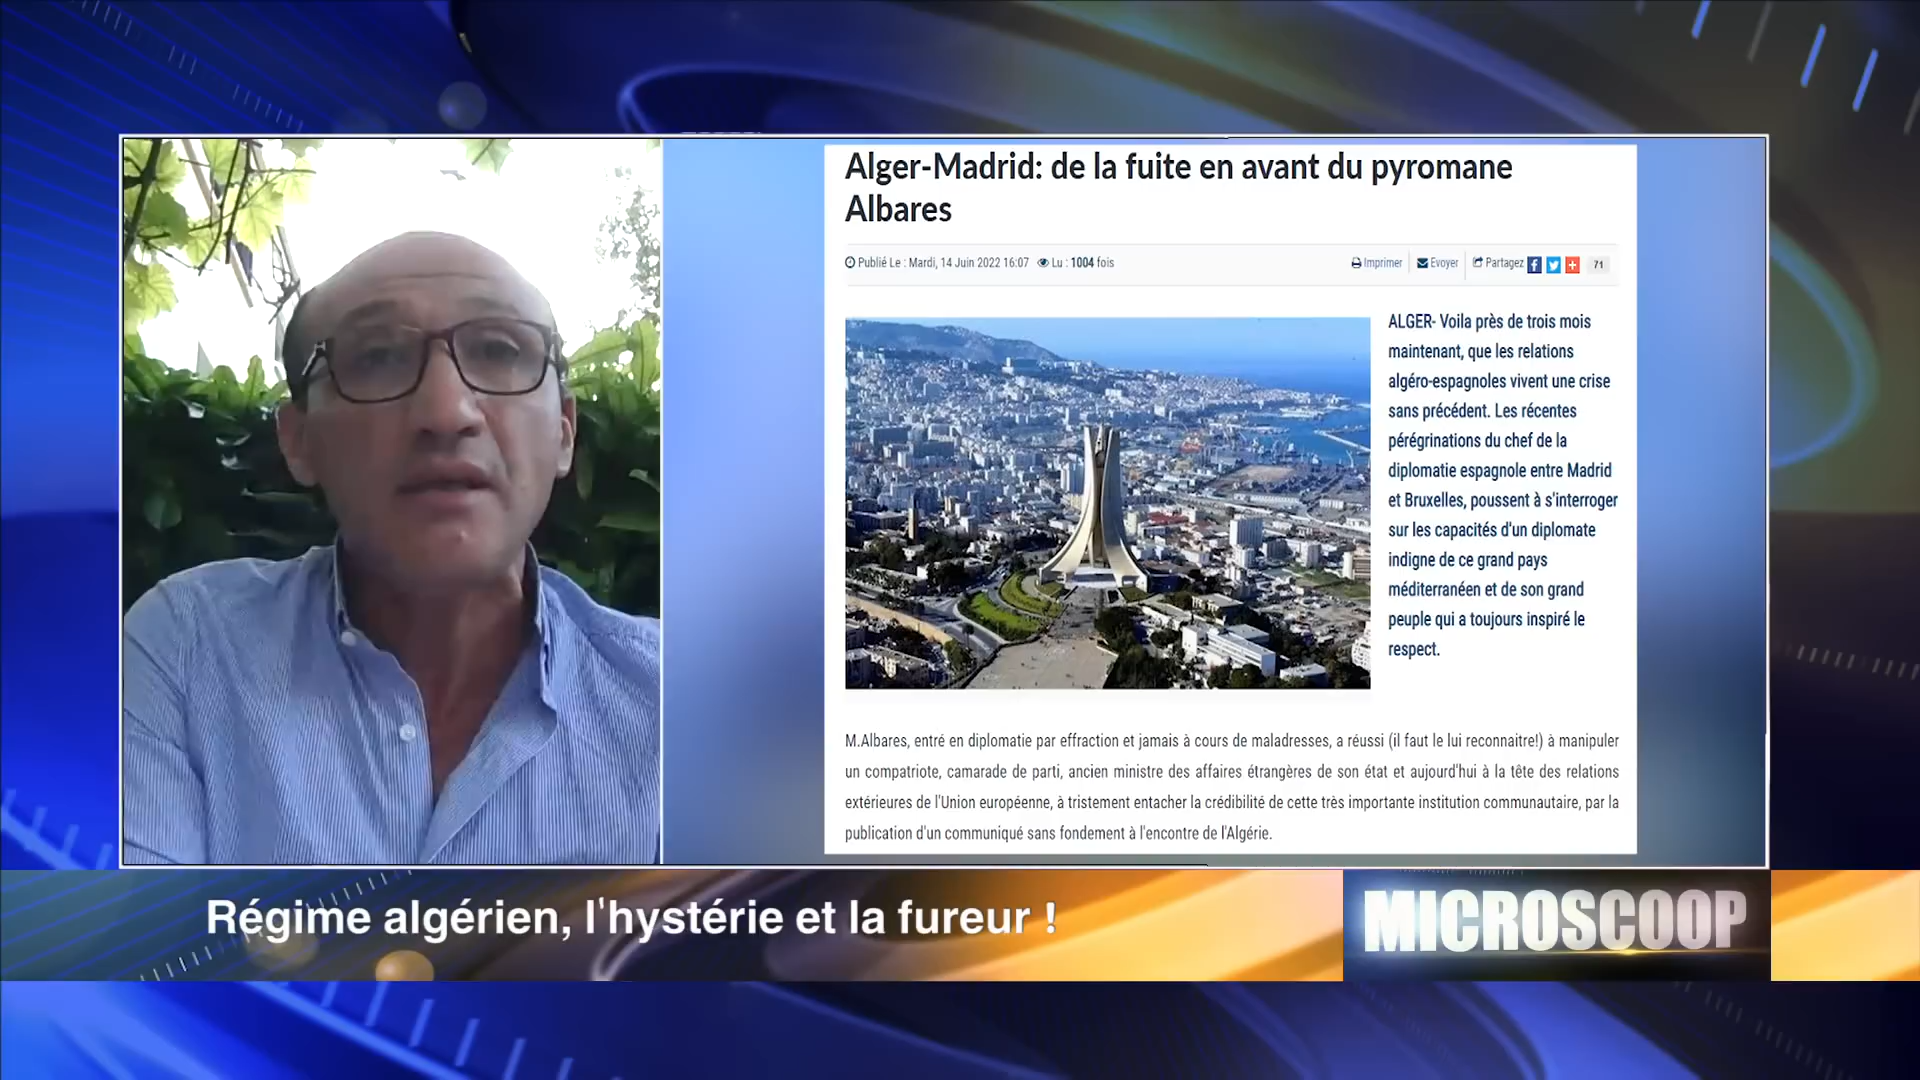 Alger-Madrid: de la fuite en avant du pyromane
Albares
Publié Le : Mardi, 14 Juin 2022 16:07 Lu : 1004 fois
Imprimer Evoyer Partagez 71
ALGER- Voila près de trois mois
maintenant, que les relations
algéro-espagnoles vivent une crise
sans précédent. Les récentes
pérégrinations du chef de la
diplomatie espagnole entre Madrid
et Bruxelles, poussent à s'interroger
sur les capacités d'un diplomate
indigne de ce grand pays
méditerranéen et de son grand
peuple qui a toujours inspiré le
respect.
M.Albares, entré en diplomatie par effraction et jamais à cours de maladresses, a réussi (il faut le lui reconnaitre!) à manipuler
un compatriote, camarade de parti, ancien ministre des affaires étrangères de son état et aujourd'hui à la tête des relations
extérieures de l'Union européenne, à tristement entacher la crédibilité de cette très importante institution communautaire, par la
publication d'un communiqué sans fondement à l'encontre de l'Algérie.
Régime algérien, l'hystérie et la fureur !
MICROSCOOP